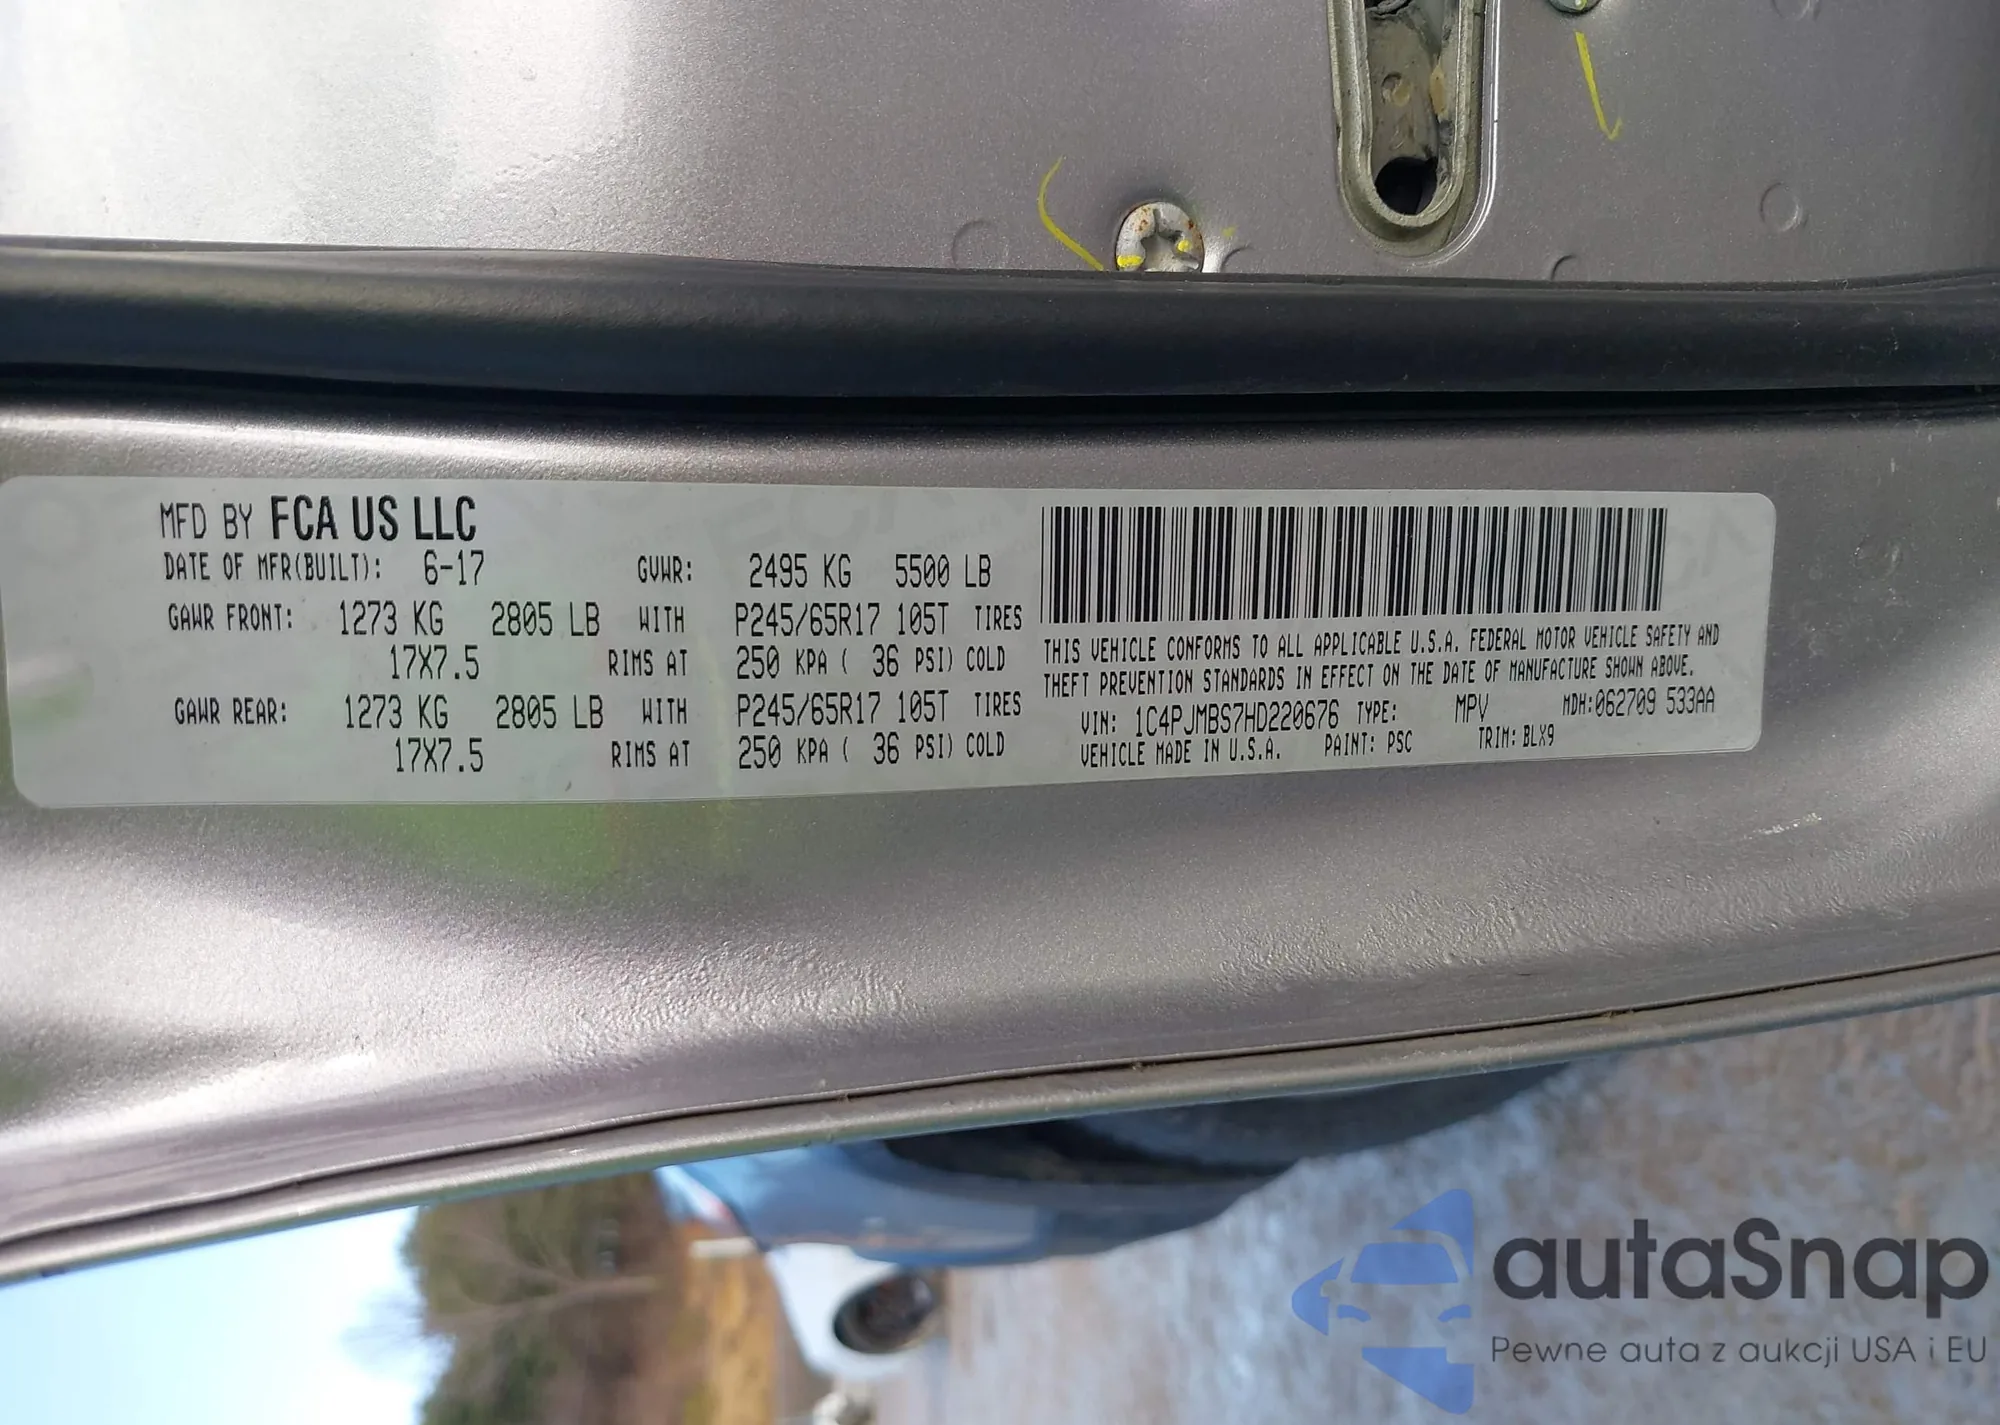 MFD BY FCA US LLC
DATE OF MFR(BUILT): 6-17 GVWR: 2495 KG 5500 LB
GAWR FRONT: 1273 KG 2805 LB WITH P245/65R17 105T TIRES
17X7.5 RIMS AT 250 KPA ( 36 PSI) COLD
GAWR REAR: 1273 KG 2805 LB WITH P245/65R17 105T TIRES
17X7.5 RIMS AT 250 KPA ( 36 PSI) COLD
THIS VEHICLE CONFORMS TO ALL APPLICABLE U.S.A. FEDERAL MOTOR VEHICLE SAFETY AND
THEFT PREVENTION STANDARDS IN EFFECT ON THE DATE OF MANUFACTURE SHOWN ABOVE.
VIN: 1C4PJMBS7HD220676 TYPE: MPV MDH:062709 533AA
VEHICLE MADE IN U.S.A. PAINT: PSC TRIM: BLX9
autaSnap
Pewne auta z aukcji USA i EU